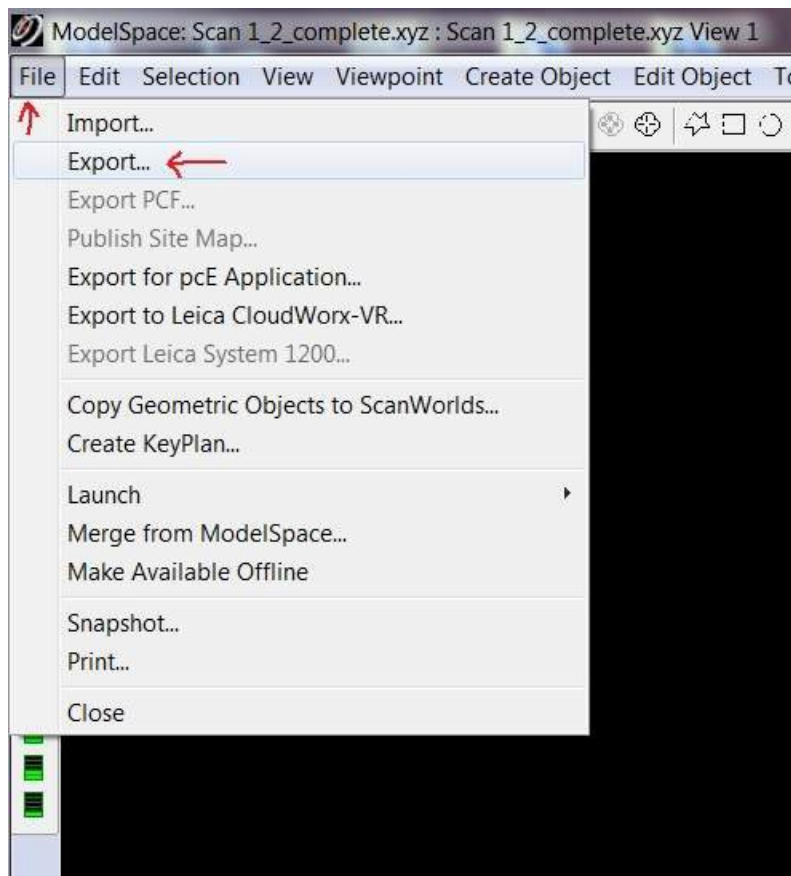 ModelSpace: Scan 1_2_complete.xyz : Scan 1_2_complete.xyz View 1
File Edit Selection View Viewpoint Create Object Edit Object To
Import...
Export...
Export PCF...
Publish Site Map...
Export for pcE Application...
Export to Leica CloudWorx-VR...
Export Leica System 1200...
Copy Geometric Objects to ScanWorlds...
Create KeyPlan...
Launch
Merge from ModelSpace...
Make Available Offline
Snapshot...
Print...
Close